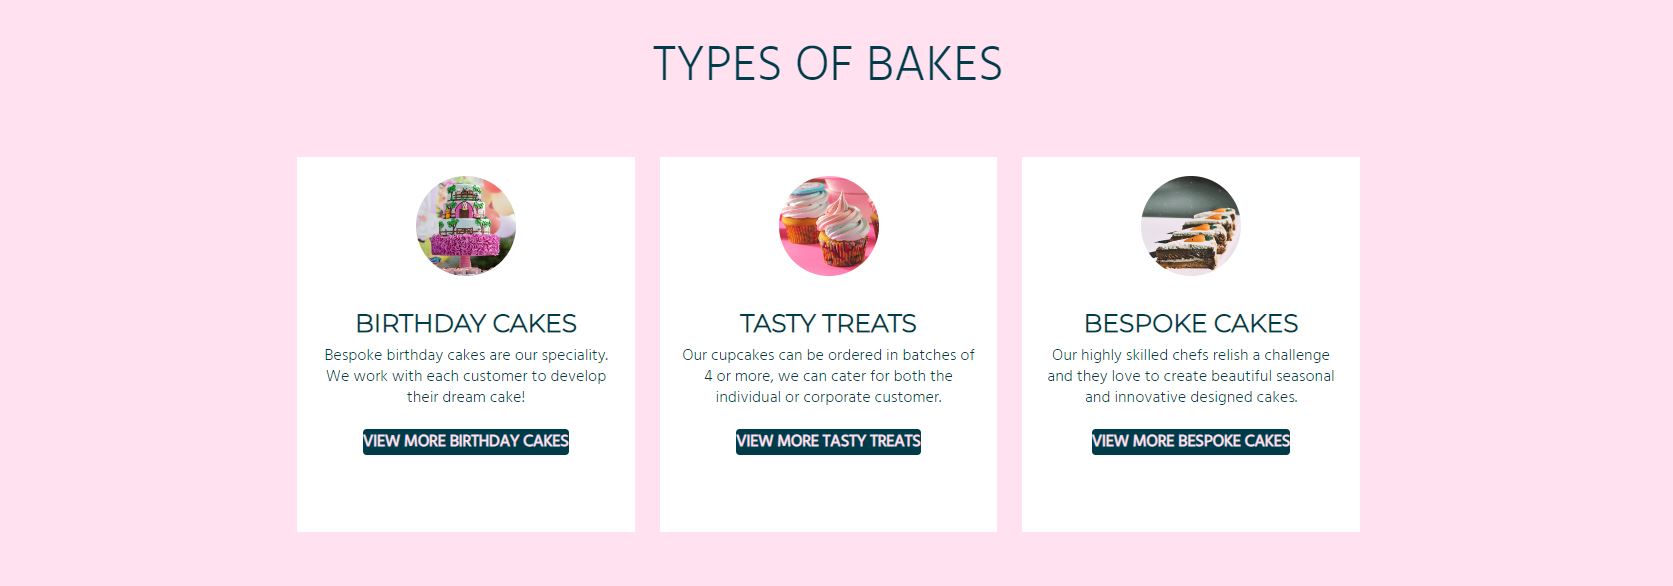 TYPES OF BAKES
BIRTHDAY CAKES
Bespoke birthday cakes are our speciality.
We work with each customer to develop
their dream cake!
VIEW MORE BIRTHDAY CAKES
TASTY TREATS
Our cupcakes can be ordered in batches of
4 or more, we can cater for both the
individual or corporate customer.
VIEW MORE TASTY TREATS
BESPOKE CAKES
Our highly skilled chefs relish a challenge
and they love to create beautiful seasonal
and innovative designed cakes.
VIEW MORE BESPOKE CAKES